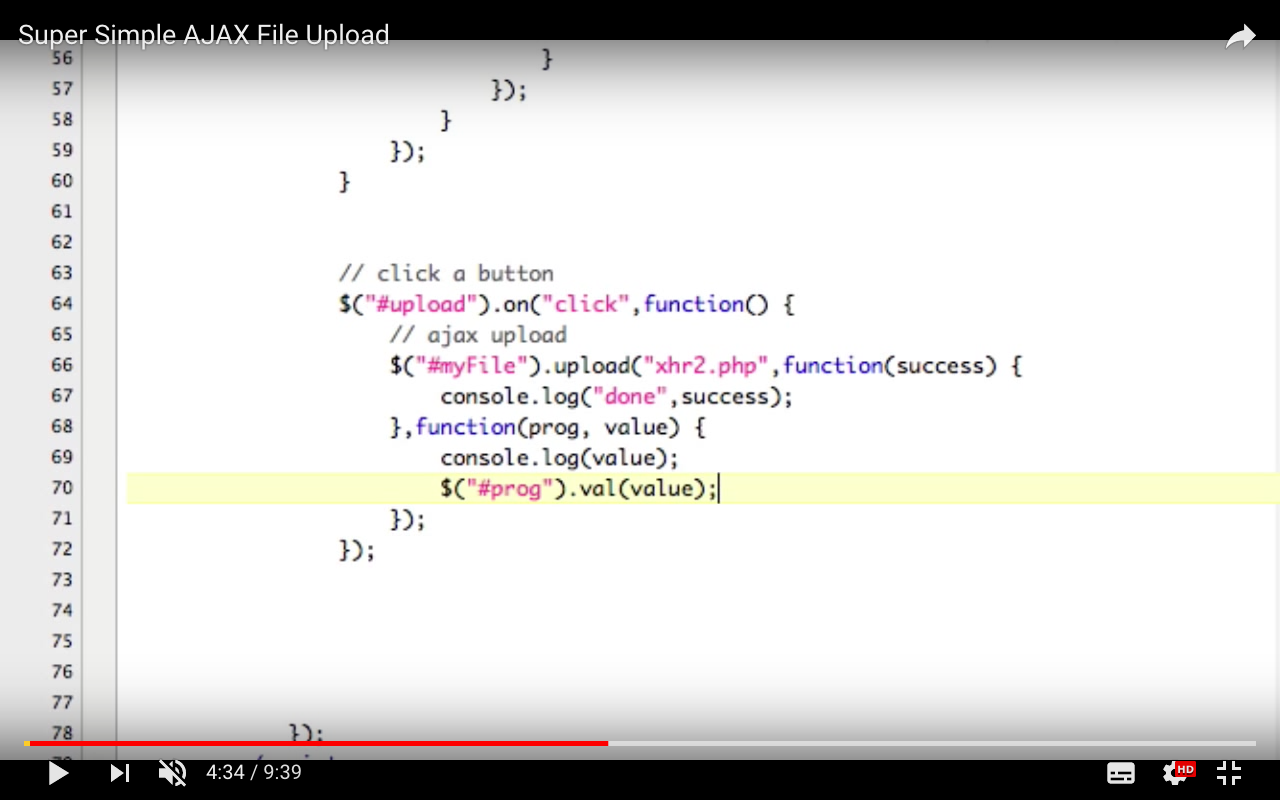 Super Simple AJAX File Upload
56 }
57 });
58 }
59 });
60 }
61
62
63 // click a button
64 $("#upload").on("click",function() {
65 // ajax upload
66 $("#myFile").upload("xhr2.php",function(success) {
67 console.log("done",success);
68 },function(prog, value) {
69 console.log(value);
70 $("#prog").val(value);
71 });
72 });
73
74
75
76
77
78 });
4:34 / 9:39
HD